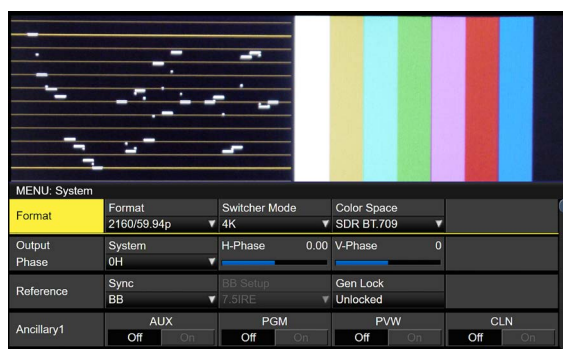 MENU: System
Format
Format
2160/59.94p
Switcher Mode
4K
Color Space
SDR BT.709
Output
Phase
System
0H
H-Phase 0.00
V-Phase 0
Reference
Sync
BB
BB Setup
7.5IRE
Gen Lock
Unlocked
Ancillary1
AUX
Off On
PGM
Off On
PVW
Off On
CLN
Off On